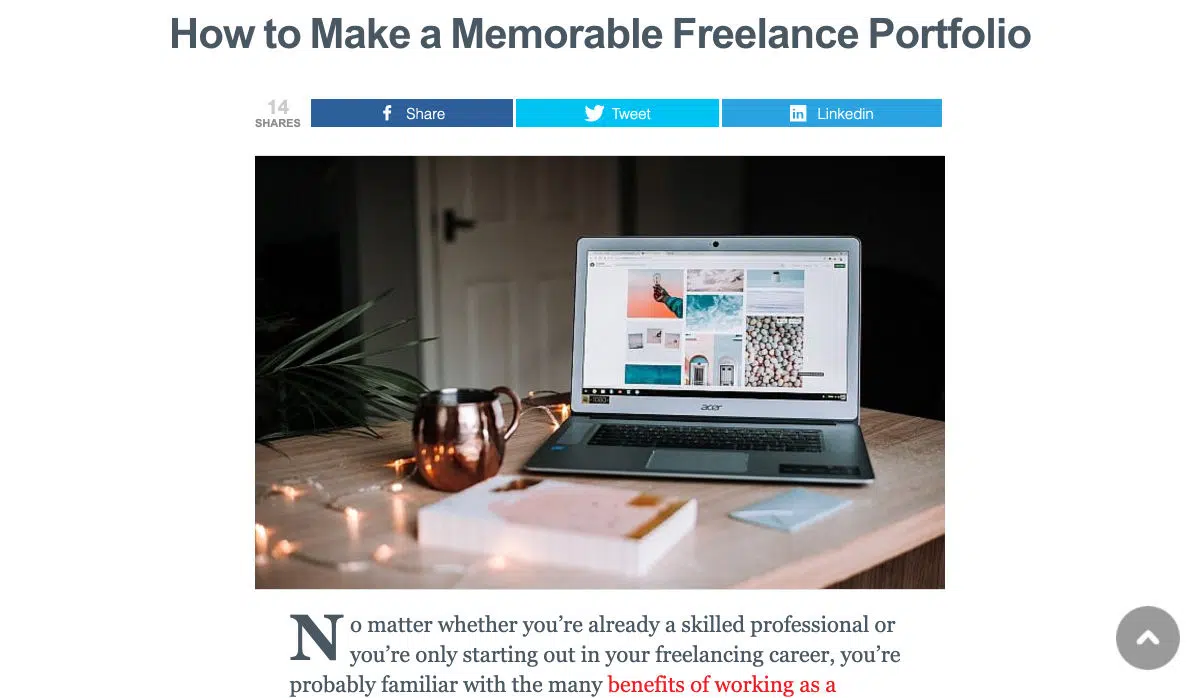 How to Make a Memorable Freelance Portfolio
14
SHARES
Share
Tweet
Linkedin
acer
No matter whether you’re already a skilled professional or
you’re only starting out in your freelancing career, you’re
probably familiar with the many benefits of working as a